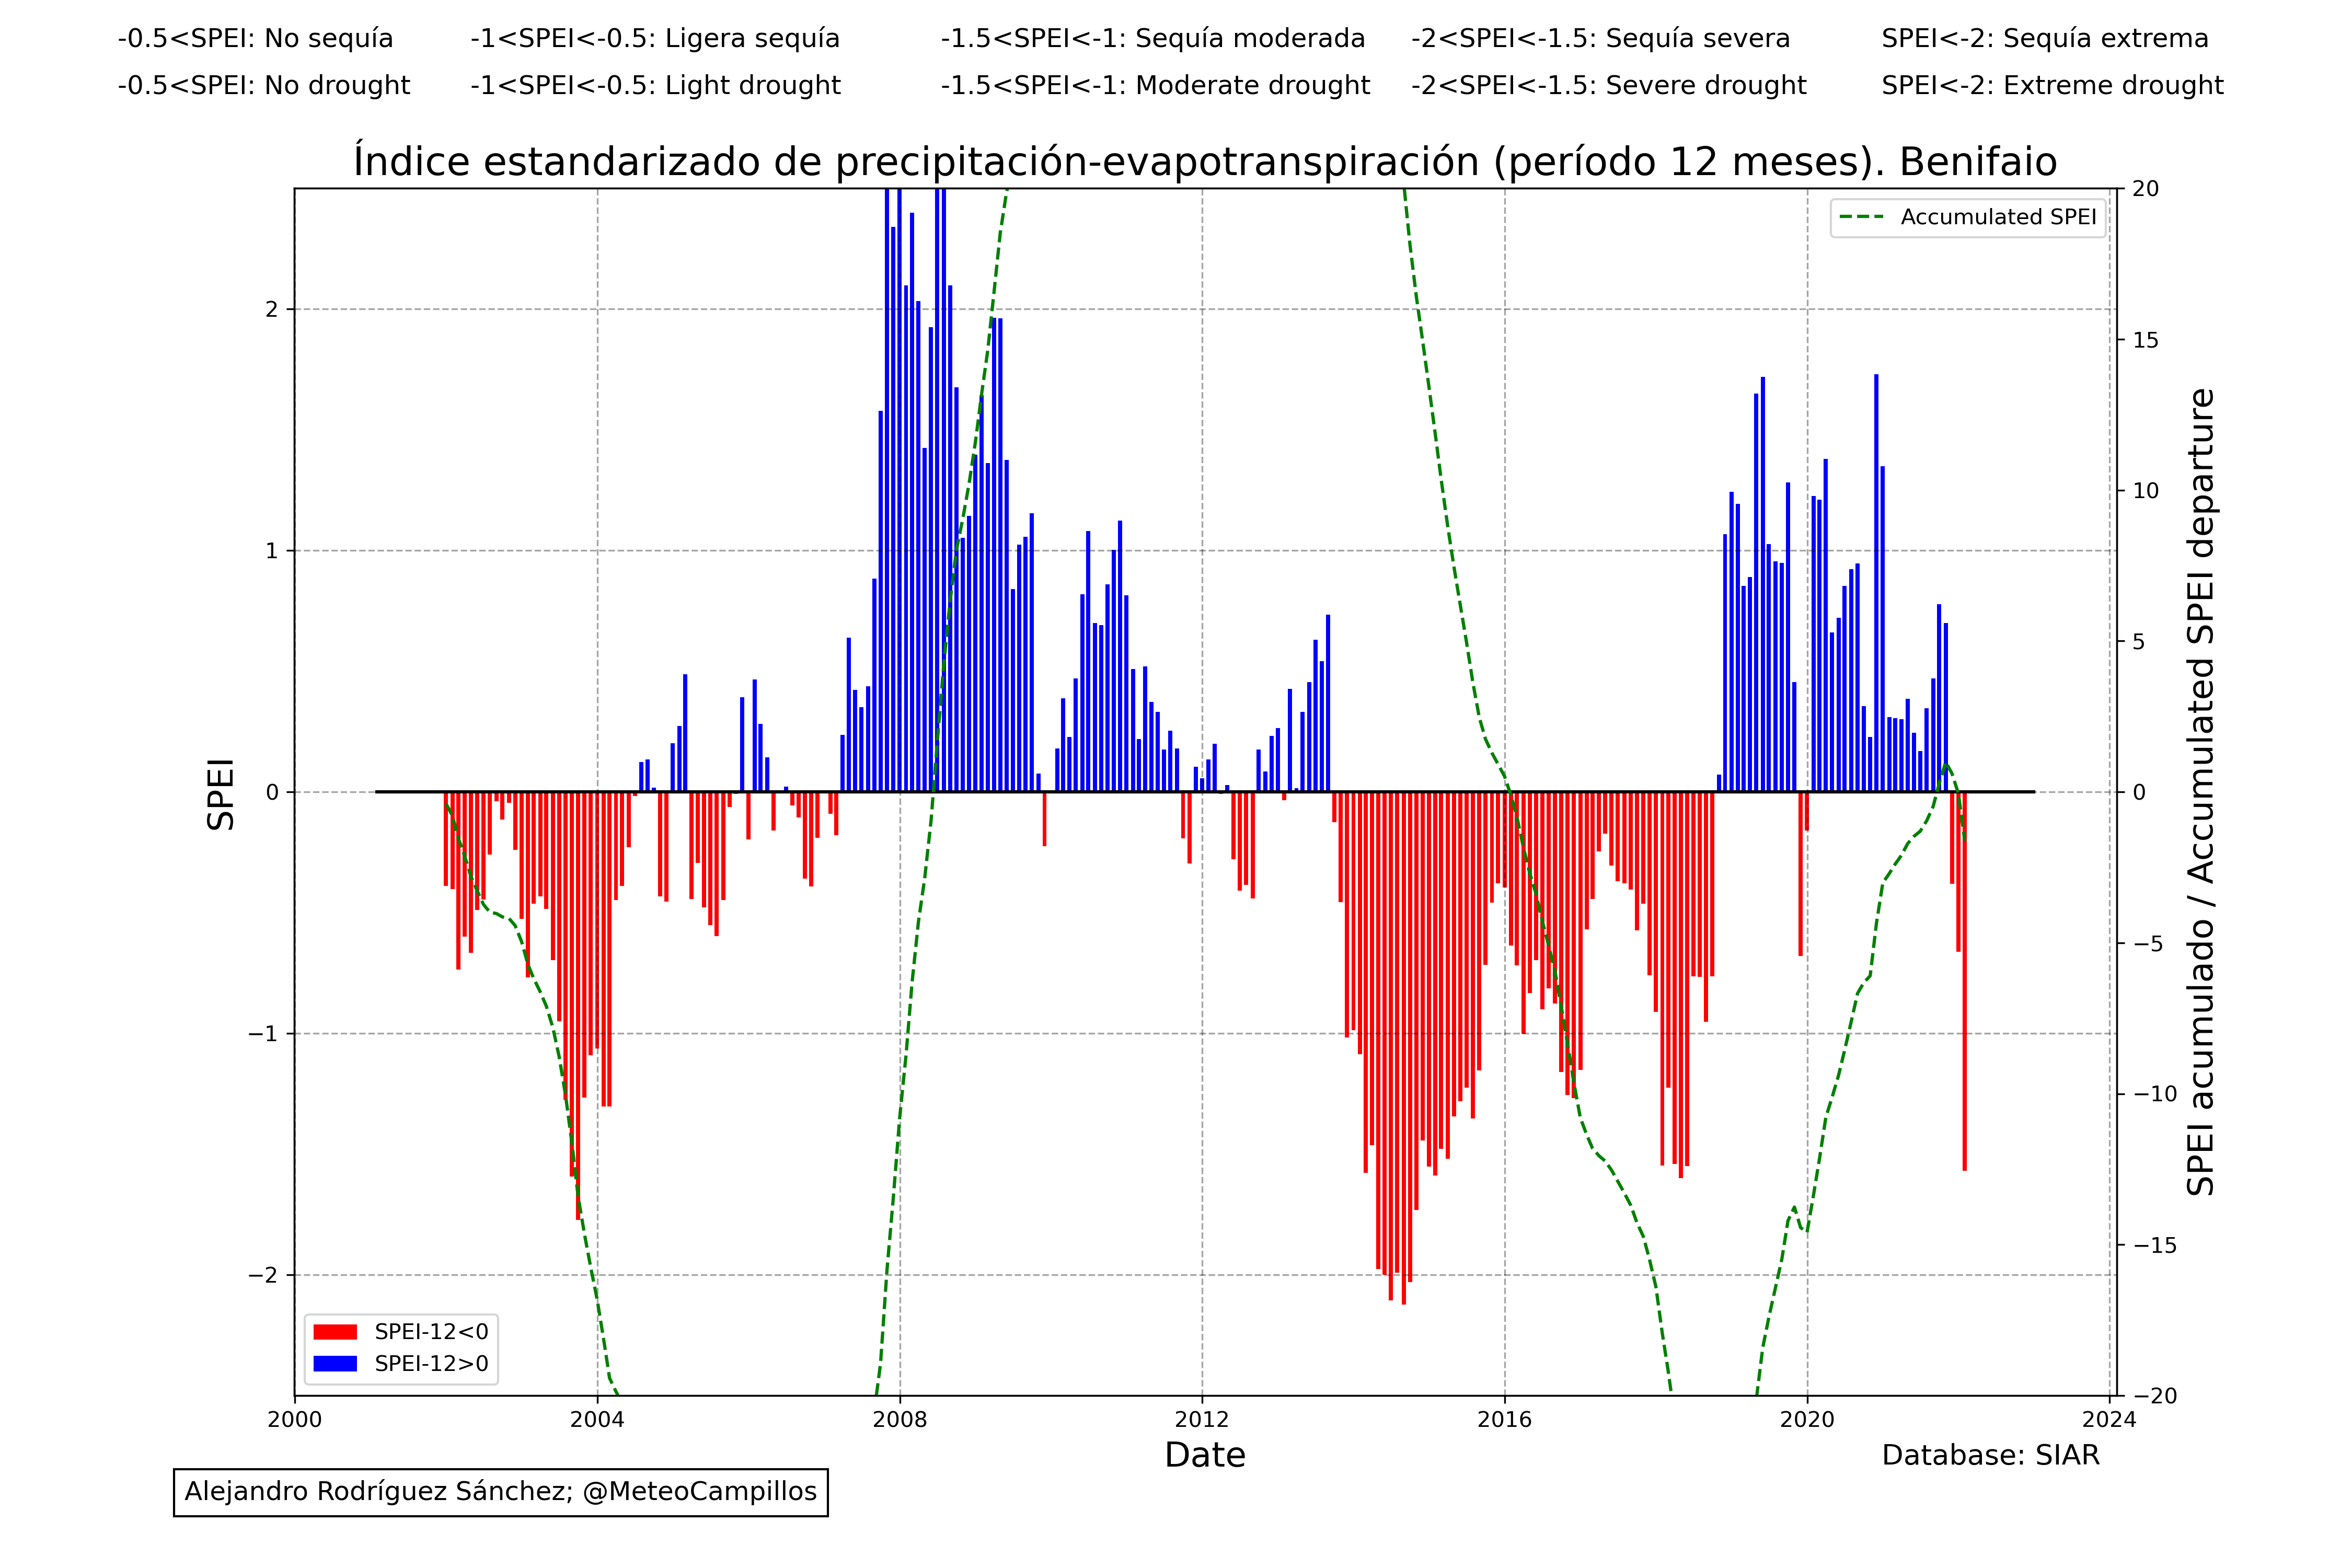 -0.5<SPEI: No sequía -1<SPEI<-0.5: Ligera sequía -1.5<SPEI<-1: Sequía moderada -2<SPEI<-1.5: Sequía severa SPEI<-2: Sequía extrema
-0.5<SPEI: No drought -1<SPEI<-0.5: Light drought -1.5<SPEI<-1: Moderate drought -2<SPEI<-1.5: Severe drought SPEI<-2: Extreme drought
Índice estandarizado de precipitación-evapotranspiración (período 12 meses). Benifaio
Accumulated SPEI
SPEI
2
1
0
−1
−2
20
15
10
5
0
−5
−10
−15
−20
SPEI acumulado / Accumulated SPEI departure
SPEI-12<0
SPEI-12>0
2000 2004 2008 2012 2016 2020 2024
Date
Database: SIAR
Alejandro Rodríguez Sánchez; @MeteoCampillos